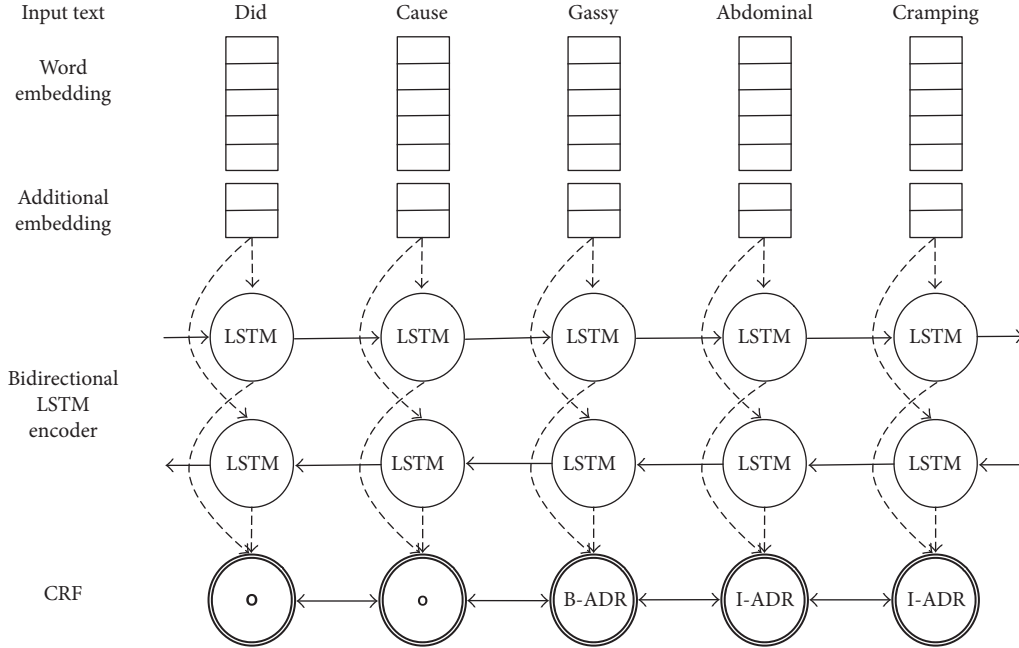 Input text Did Cause Gassy Abdominal Cramping
Word
embedding
Additional
embedding
LSTM LSTM LSTM LSTM LSTM
Bidirectional
LSTM
encoder
LSTM LSTM LSTM LSTM LSTM
CRF O o B-ADR I-ADR I-ADR